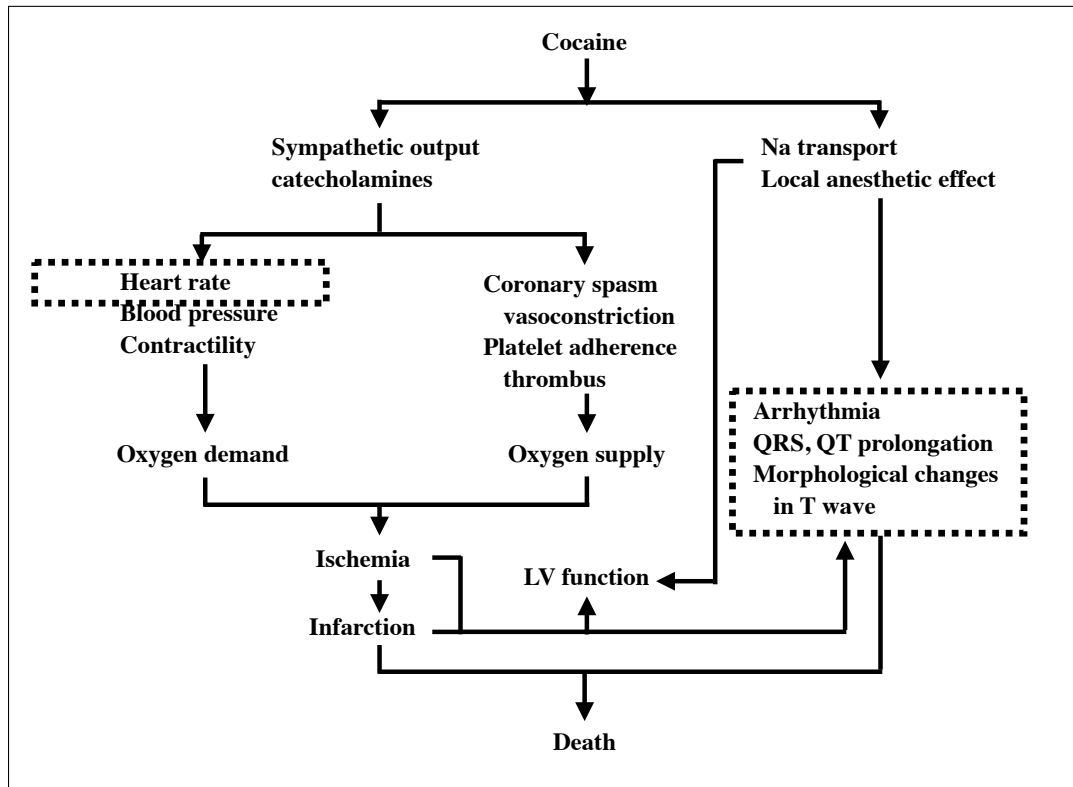 Cocaine
Sympathetic output
catecholamines
Na transport
Local anesthetic effect
Heart rate
Blood pressure
Contractility
Coronary spasm
vasoconstriction
Platelet adherence
thrombus
Arrhythmia
QRS, QT prolongation
Morphological changes
in T wave
Oxygen demand
Oxygen supply
Ischemia
LV function
Infarction
Death